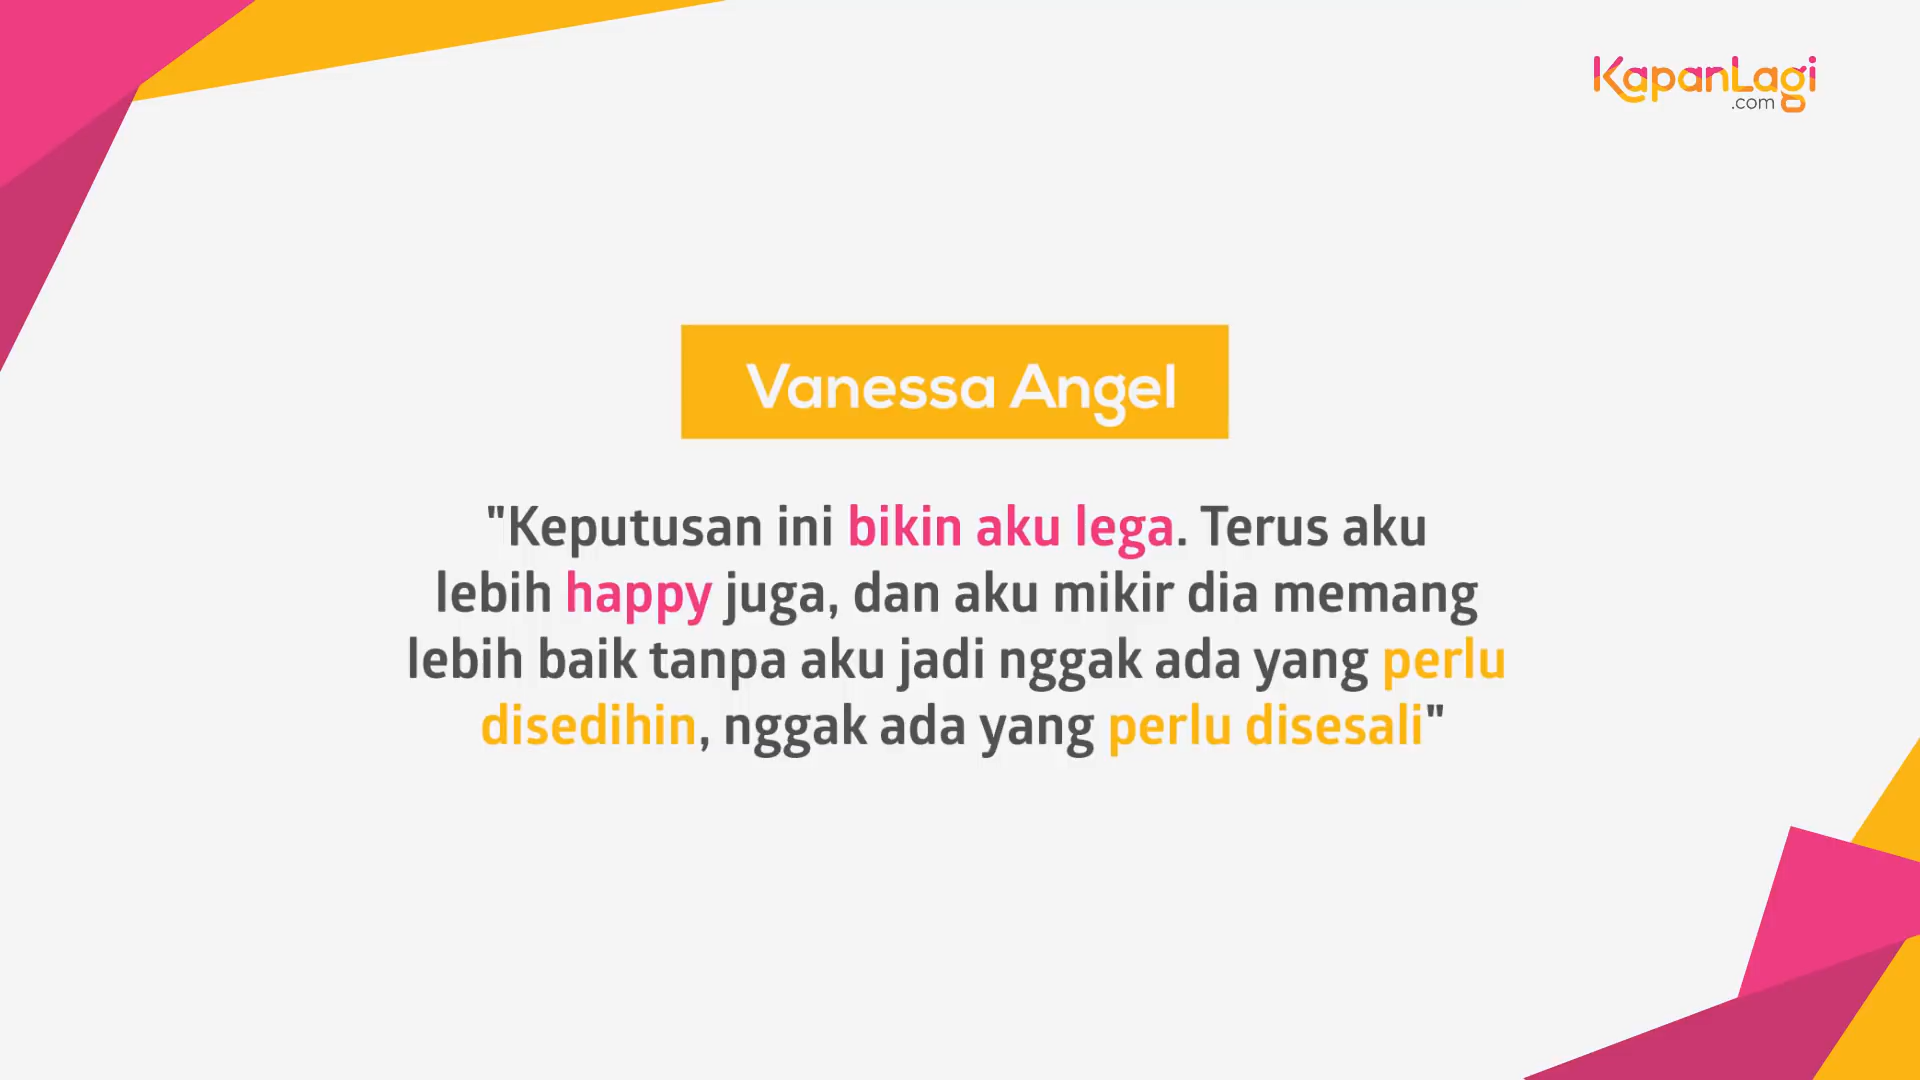 KapanLagi
.com
Vanessa Angel
"Keputusan ini bikin aku lega. Terus aku
lebih happy juga, dan aku mikir dia memang
lebih baik tanpa aku jadi nggak ada yang perlu
disedihin, nggak ada yang perlu disesali"